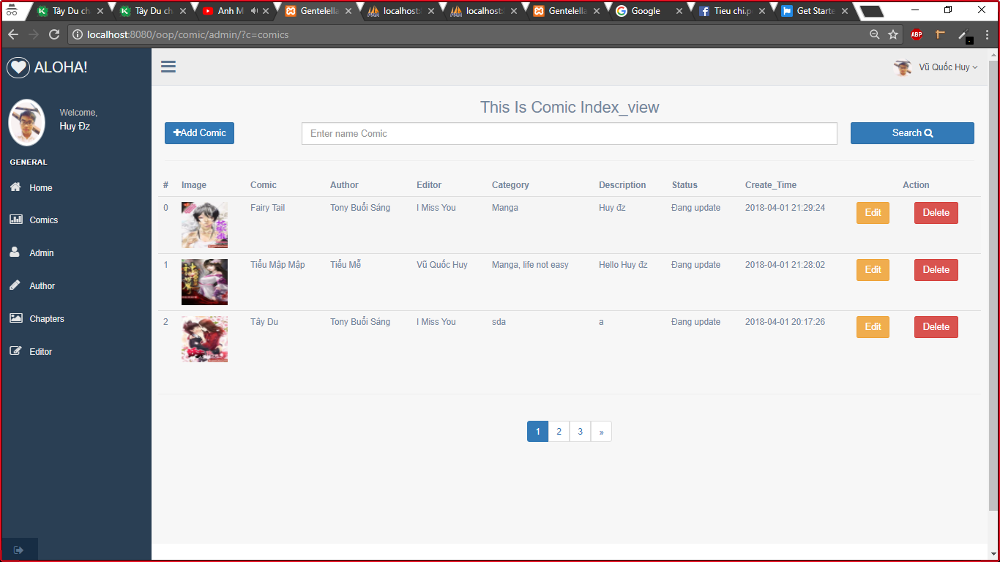 Tây Du ch
Tây Du ch
Anh M
Gentelella
localhost:
localhost:
Gentelella
Google
Tieu chi.p
Get Starte
localhost:8080/oop/comic/admin/?c=comics
ABP
ALOHA!
Vũ Quốc Huy
Welcome,
Huy Đz
GENERAL
Home
Comics
Admin
Author
Chapters
Editor
This Is Comic Index_view
Add Comic
Enter name Comic
Search
# Image Comic Author Editor Category Description Status Create_Time Action
0 Fairy Tail Tony Buổi Sáng I Miss You Manga Huy đz Đang update 2018-04-01 21:29:24 Edit Delete
1 Tiểu Mập Mập Tiểu Mễ Vũ Quốc Huy Manga, life not easy Hello Huy đz Đang update 2018-04-01 21:28:02 Edit Delete
2 Tây Du Tony Buổi Sáng I Miss You sda a Đang update 2018-04-01 20:17:26 Edit Delete
1 2 3 »